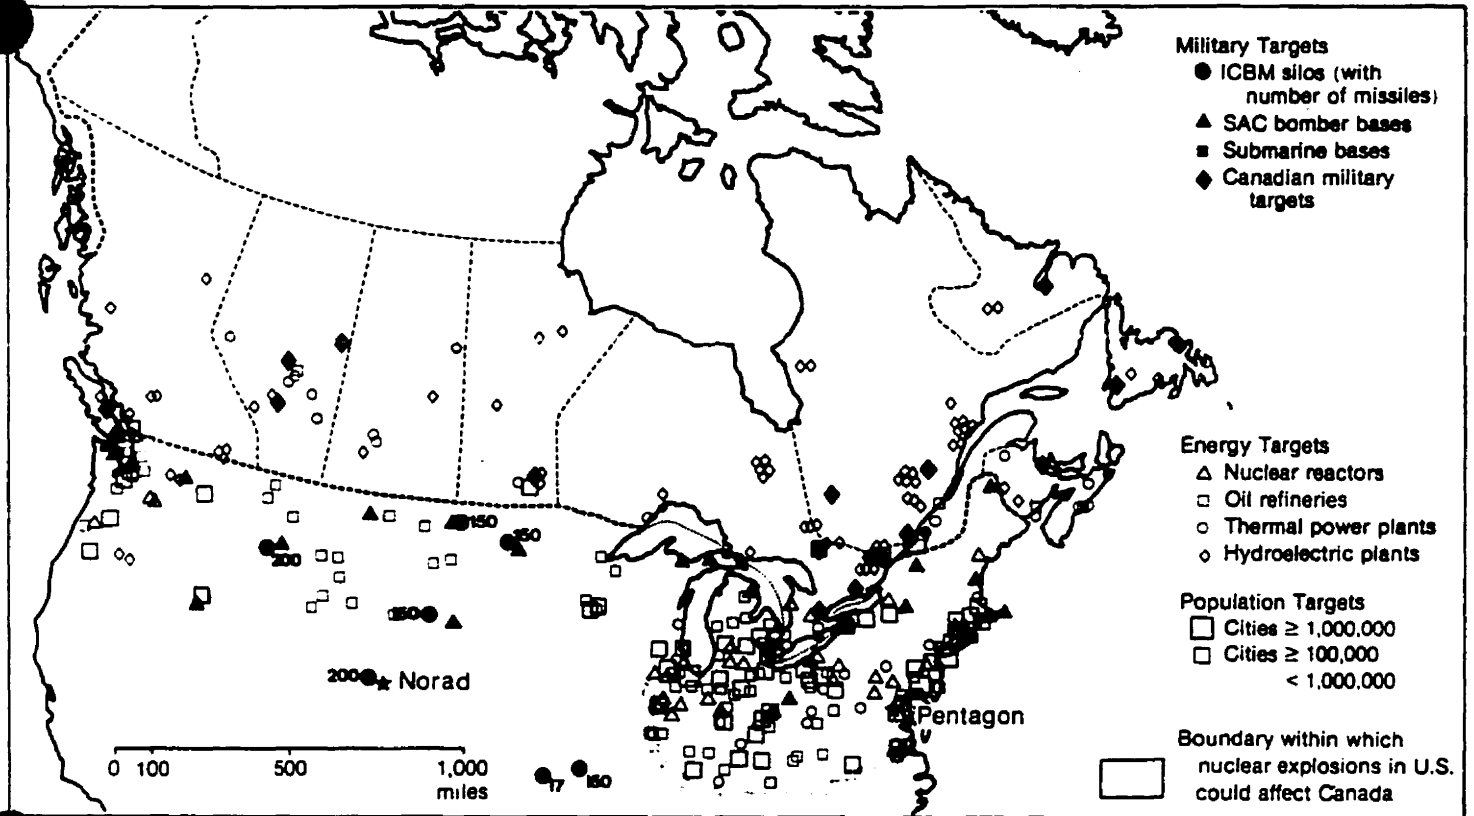 Military Targets
ICBM silos (with
number of missiles)
SAC bomber bases
Submarine bases
Canadian military
targets
Energy Targets
Nuclear reactors
Oil refineries
Thermal power plants
Hydroelectric plants
Population Targets
Cities ≥ 1,000,000
Cities ≥ 100,000
< 1,000,000
Boundary within which
nuclear explosions in U.S.
could affect Canada
150
150
200
150
200 Norad
Pentagon
0 100 500 1,000
miles
17 150